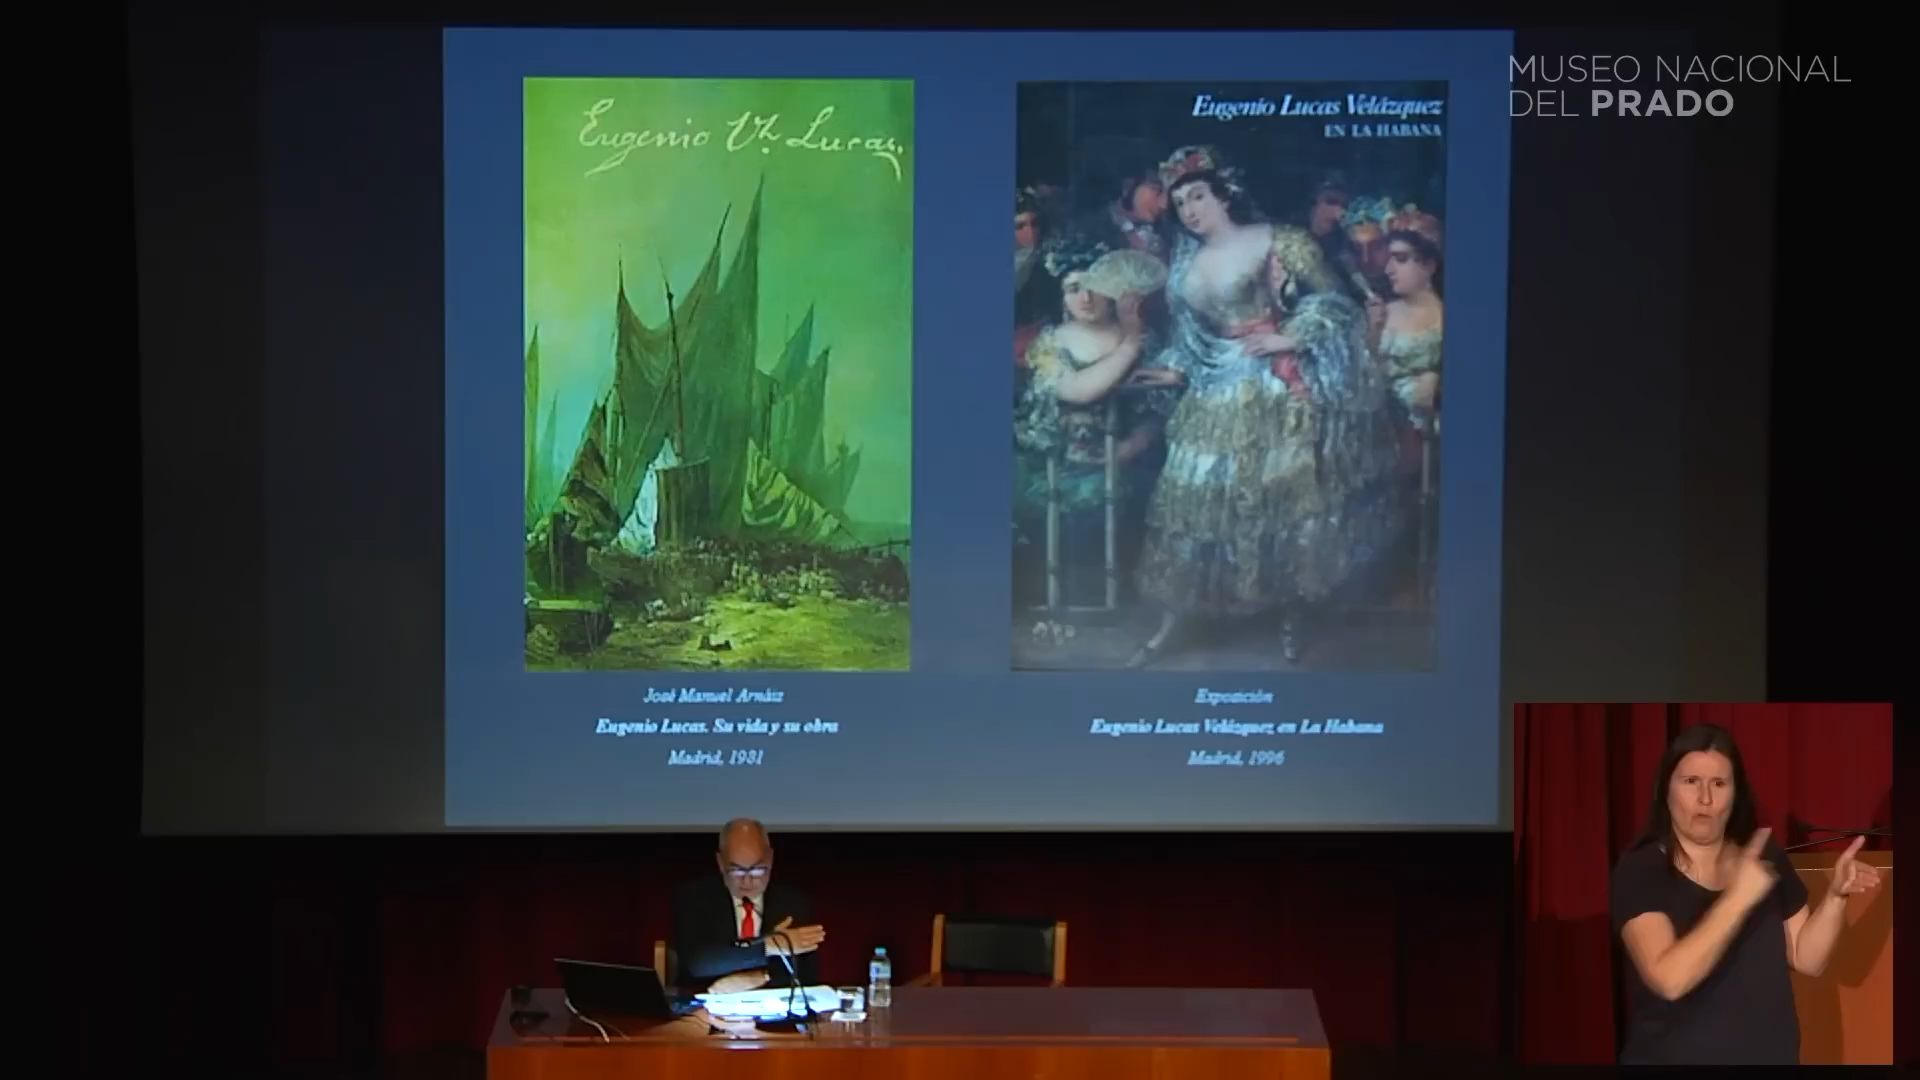 MUSEO NACIONAL
DEL PRADO
Eugenio Vz. Lucas.
Eugenio Lucas Velázquez
EN LA HABANA
José Manuel Arnáiz
Eugenio Lucas. Su vida y su obra
Madrid, 1981
Exposición
Eugenio Lucas Velázquez en La Habana
Madrid, 1996